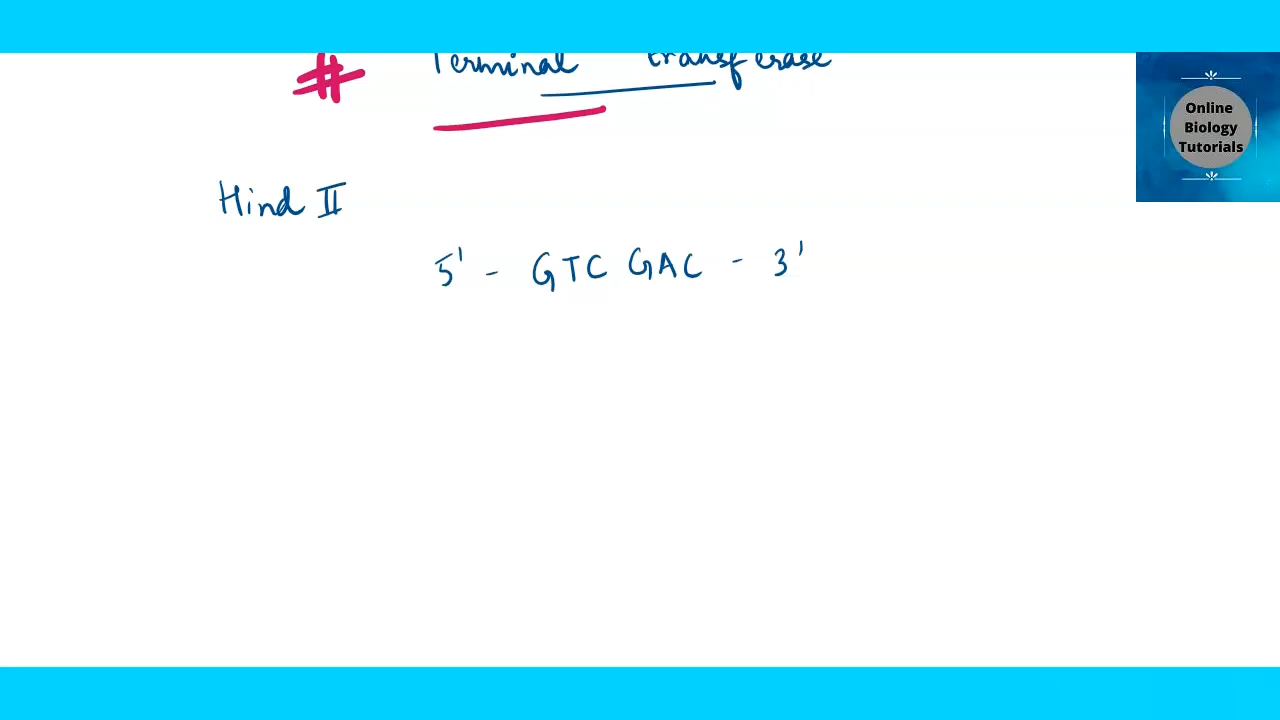 # Terminal transferase
Online
Biology
Tutorials
Hind II
5' - GTC GAC - 3'